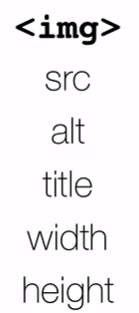 <img>
src
alt
title
width
height